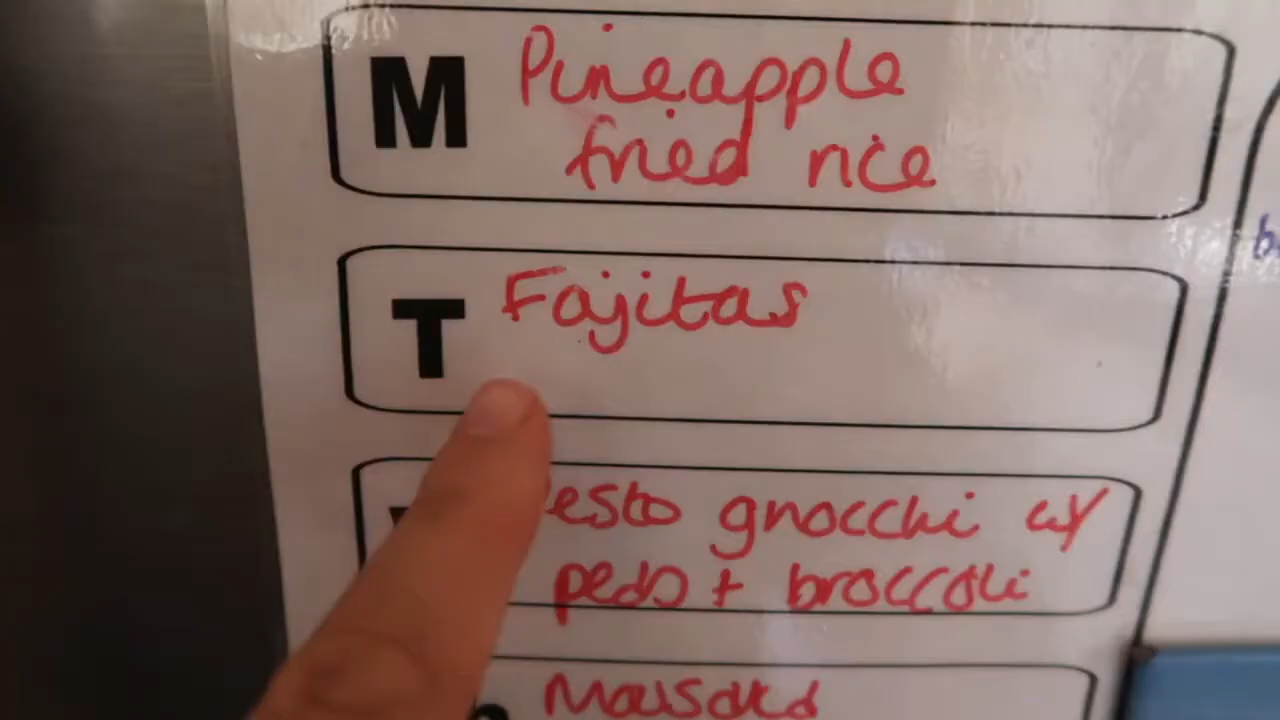 M Pineapple
fried rice
T Fajitas
esto gnocchi w/
peas + broccoli